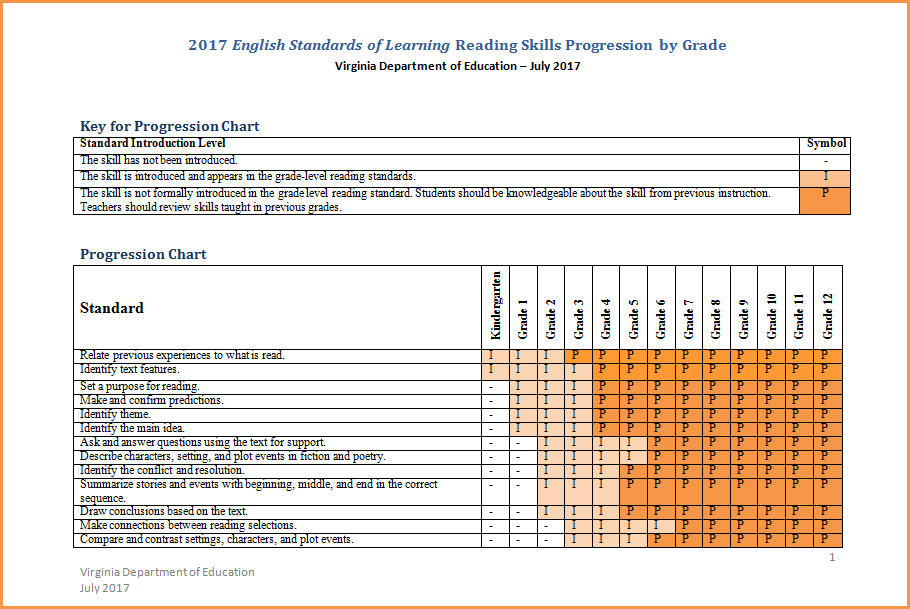 2017 English Standards of Learning Reading Skills Progression by Grade
Virginia Department of Education – July 2017
Key for Progression Chart
Standard Introduction Level Symbol
The skill has not been introduced. -
The skill is introduced and appears in the grade-level reading standards. I
The skill is not formally introduced in the grade level reading standard. Students should be knowledgeable about the skill from previous instruction. P
Teachers should review skills taught in previous grades.
Progression Chart
Standard Kindergarten Grade 1 Grade 2 Grade 3 Grade 4 Grade 5 Grade 6 Grade 7 Grade 8 Grade 9 Grade 10 Grade 11 Grade 12
Relate previous experiences to what is read. I I I P P P P P P P P P P
Identify text features. I I I I P P P P P P P P P
Set a purpose for reading. - I I I P P P P P P P P P
Make and confirm predictions. - I I I P P P P P P P P P
Identify theme. - I I I P P P P P P P P P
Identify the main idea. - I I I P P P P P P P P P
Ask and answer questions using the text for support. - - I I I I P P P P P P P
Describe characters, setting, and plot events in fiction and poetry. - - I I I I P P P P P P P
Identify the conflict and resolution. - - I I I P P P P P P P P
Summarize stories and events with beginning, middle, and end in the correct - - I I I P P P P P P P P
sequence.
Draw conclusions based on the text. - - I I I P P P P P P P P
Make connections between reading selections. - - - I I I I P P P P P P
Compare and contrast settings, characters, and plot events. - - - I I I P P P P P P P
1
Virginia Department of Education
July 2017